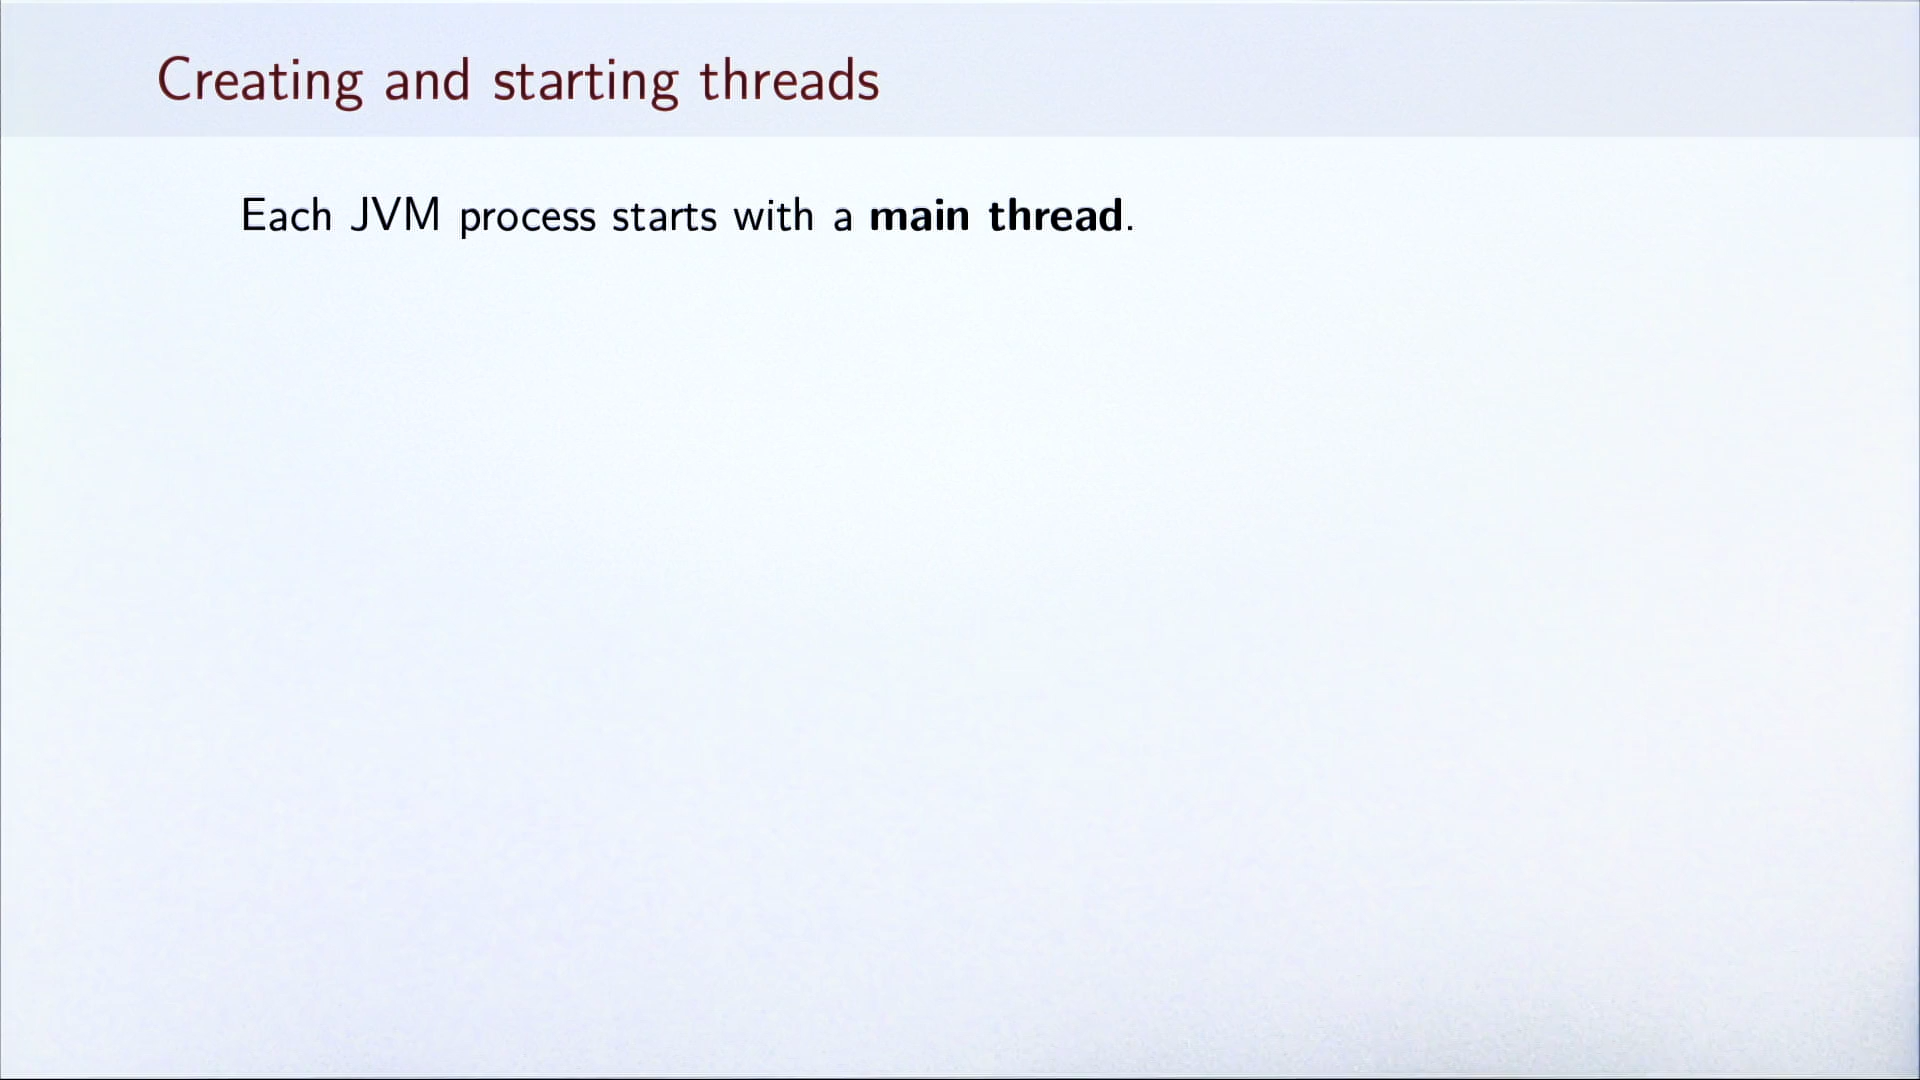 Creating and starting threads
Each JVM process starts with a main thread.